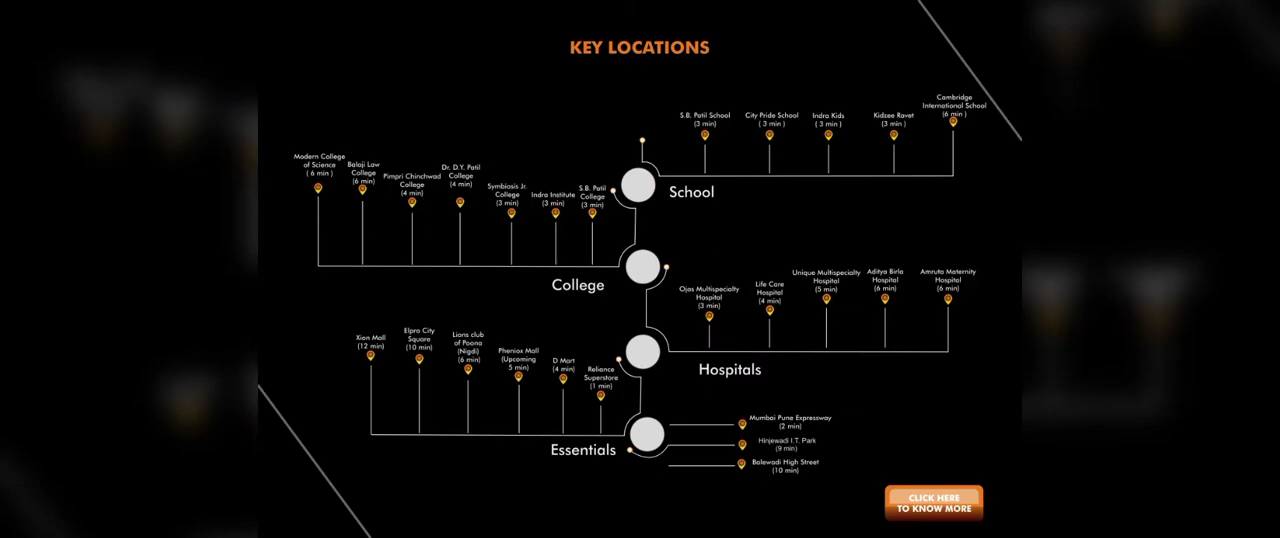 KEY LOCATIONS
S.B. Patil School
(3 min)
City Pride School
( 3 min )
Indra Kids
( 3 min )
Kidzee Ravet
(3 min )
Cambridge
International School
(6 min )
School
Modern College
of Science
( 6 min )
Balaji Law
College
(6 min)
Pimpri Chinchwad
College
(4 min)
Dr. D.Y. Patil
College
(4 min)
Symbiosis Jr.
College
(3 min)
Indra Institute
(3 min)
S.B. Patil
College
(3 min)
College
Ojas Multispecialty
Hospital
(3 min)
Life Care
Hospital
(4 min)
Unique Multispecialty
Hospital
(5 min)
Aditya Birla
Hospital
(6 min)
Amruta Maternity
Hospital
(6 min)
Hospitals
Xion Mall
(12 min)
Elpro City
Square
(10 min)
Lions club
of Poona
(Nigdi)
(6 min)
Pheniox Mall
(Upcoming
5 min)
D Mart
(4 min)
Reliance
Superstore
(1 min)
Essentials
Mumbai Pune Expressway
(2 min)
Hinjewadi I.T. Park
(9 min)
Balewadi High Street
(10 min)
CLICK HERE
TO KNOW MORE